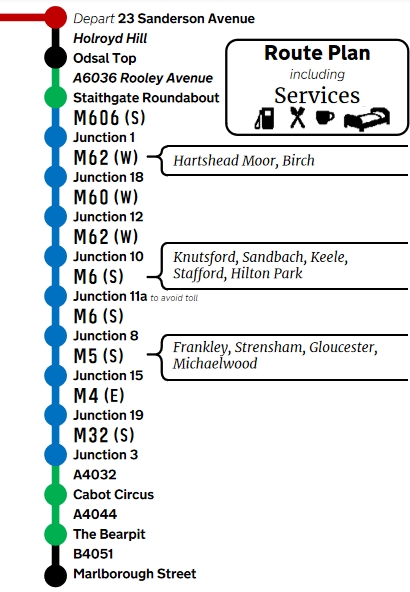 Depart 23 Sanderson Avenue
Holroyd Hill
Odsal Top
A6036 Rooley Avenue
Staithgate Roundabout
Route Plan
including
Services
M606 (S)
Junction 1
M62 (W)
Hartshead Moor, Birch
Junction 18
M60 (W)
Junction 12
M62 (W)
Junction 10
M6 (S)
Knutsford, Sandbach, Keele,
Stafford, Hilton Park
Junction 11a to avoid toll
M6 (S)
Junction 8
M5 (S)
Frankley, Strensham, Gloucester,
Michaelwood
Junction 15
M4 (E)
Junction 19
M32 (S)
Junction 3
A4032
Cabot Circus
A4044
The Bearpit
B4051
Marlborough Street